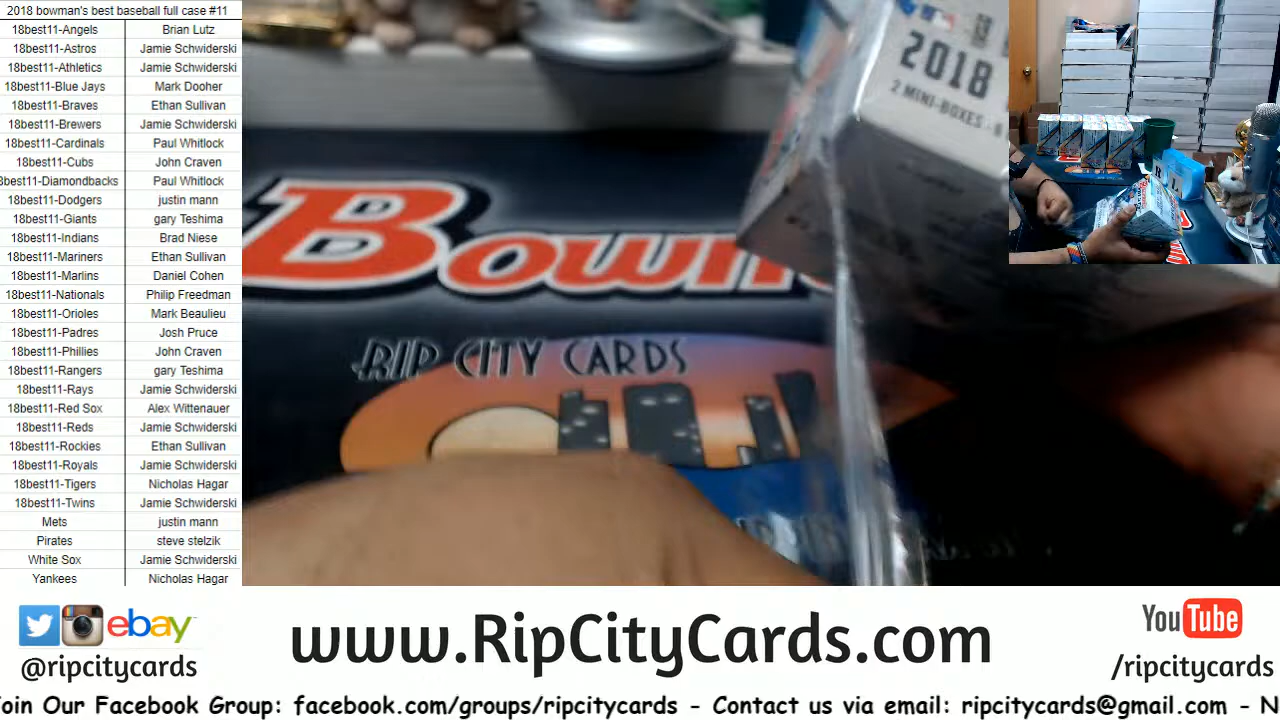 2018 bowman's best baseball full case #11
18best11-Angels Brian Lutz
18best11-Astros Jamie Schwiderski
18best11-Athletics Jamie Schwiderski
18best11-Blue Jays Mark Dooher
18best11-Braves Ethan Sullivan
18best11-Brewers Jamie Schwiderski
18best11-Cardinals Paul Whitlock
18best11-Cubs John Craven
8best11-Diamondbacks Paul Whitlock
18best11-Dodgers justin mann
18best11-Giants gary Teshima
18best11-Indians Brad Niese
18best11-Mariners Ethan Sullivan
18best11-Marlins Daniel Cohen
18best11-Nationals Philip Freedman
18best11-Orioles Mark Beaulieu
18best11-Padres Josh Pruce
18best11-Phillies John Craven
18best11-Rangers gary Teshima
18best11-Rays Jamie Schwiderski
18best11-Red Sox Alex Wittenauer
18best11-Reds Jamie Schwiderski
18best11-Rockies Ethan Sullivan
18best11-Royals Jamie Schwiderski
18best11-Tigers Nicholas Hagar
18best11-Twins Jamie Schwiderski
Mets justin mann
Pirates steve stelzik
White Sox Jamie Schwiderski
Yankees Nicholas Hagar
2018
2 MINI-BOXES
Bown
RIP CITY CARDS
ebay
@ripcitycards
www.RipCityCards.com
YouTube
/ripcitycards
oin Our Facebook Group: facebook.com/groups/ripcitycards - Contact us via email: ripcitycards@gmail.com - N